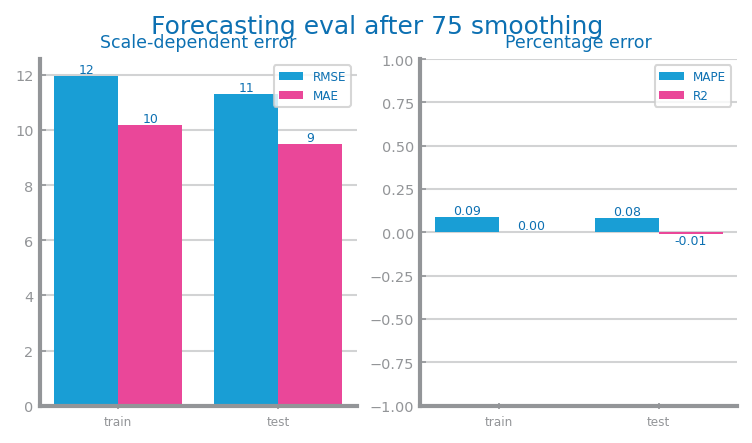 Forecasting eval after 75 smoothing
Scale-dependent error
12
10
8
6
4
2
0
12
10
11
9
RMSE
MAE
train
test
Percentage error
1.00
0.75
0.50
0.25
0.00
−0.25
−0.50
−0.75
−1.00
0.09
0.00
0.08
-0.01
MAPE
R2
train
test